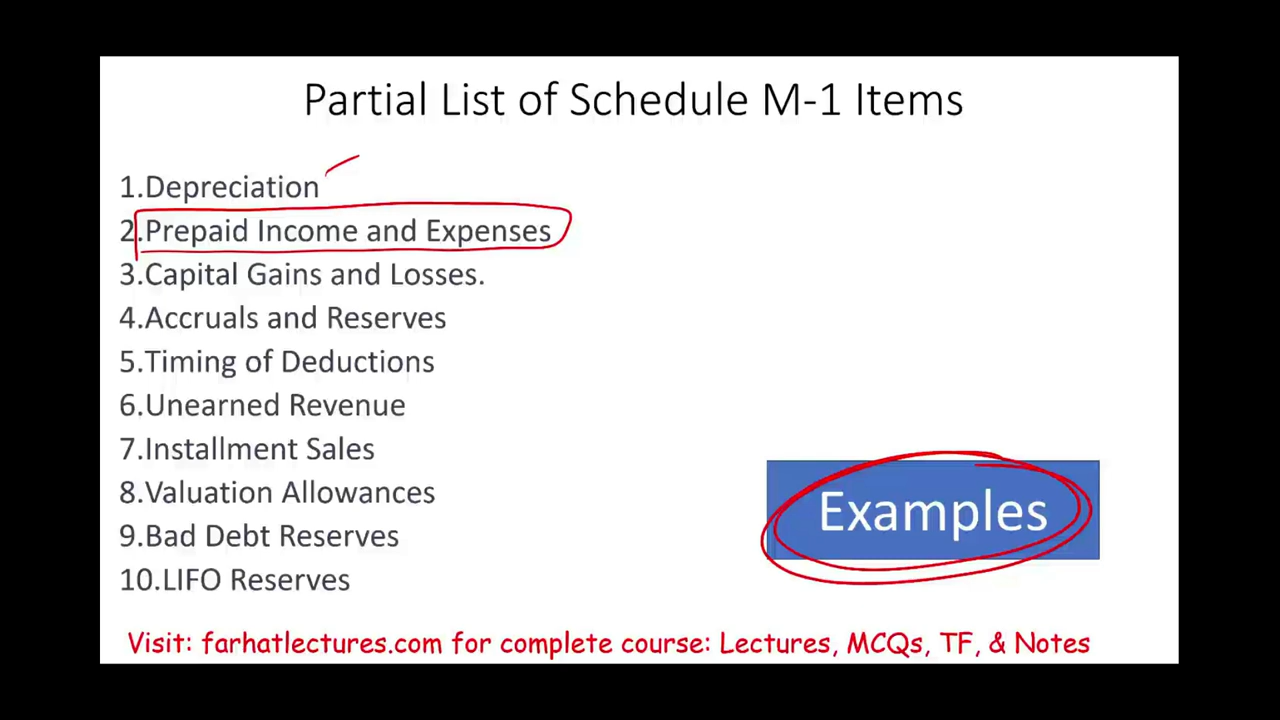 Partial List of Schedule M-1 Items
1.Depreciation
2.Prepaid Income and Expenses
3.Capital Gains and Losses.
4.Accruals and Reserves
5.Timing of Deductions
6.Unearned Revenue
7.Installment Sales
8.Valuation Allowances
9.Bad Debt Reserves
10.LIFO Reserves
Examples
Visit: farhatlectures.com for complete course: Lectures, MCQs, TF, & Notes